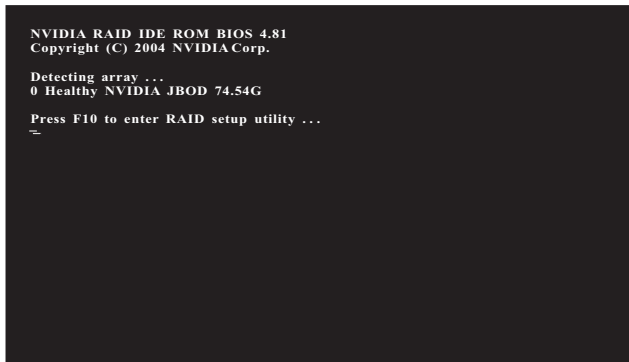 NVIDIA RAID IDE ROM BIOS 4.81
Copyright (C) 2004 NVIDIA Corp.
Detecting array ...
0 Healthy NVIDIA JBOD 74.54G
Press F10 to enter RAID setup utility ...